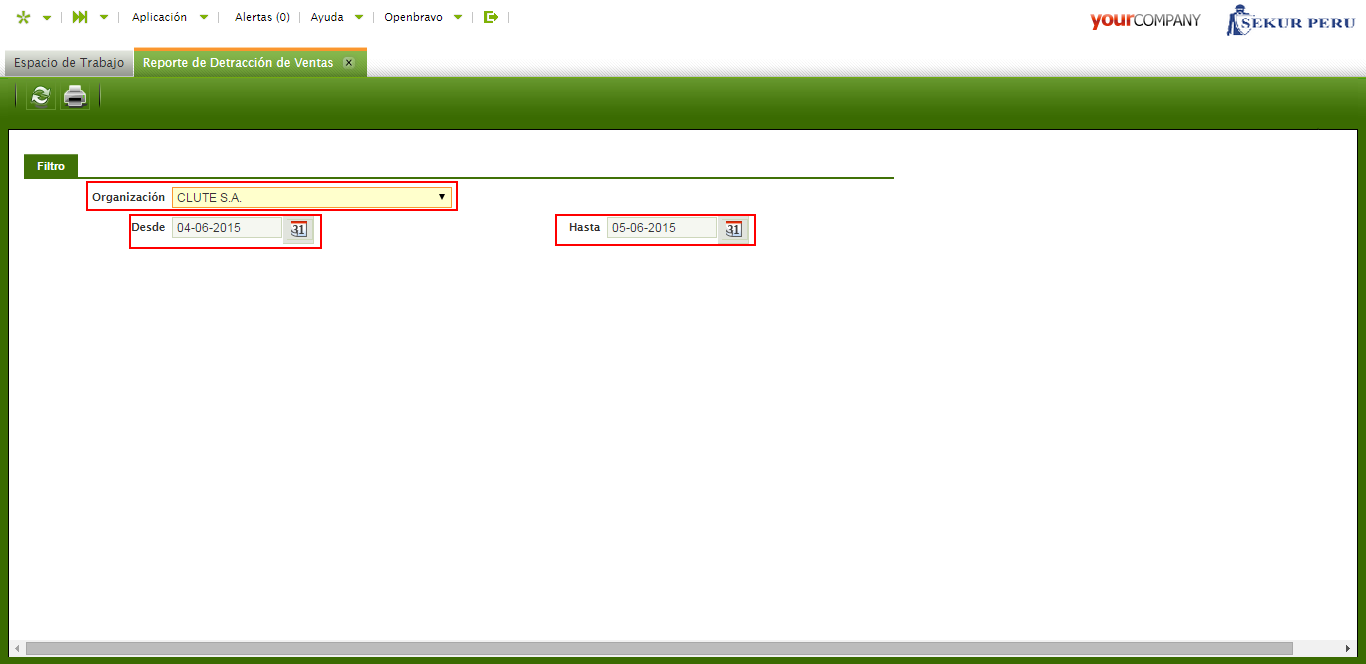 Aplicación Alertas (0) Ayuda Openbravo yourCOMPANY SEKUR PERU
Espacio de Trabajo Reporte de Detracción de Ventas
Filtro
Organización CLUTE S.A.
Desde 04-06-2015 31 Hasta 05-06-2015 31